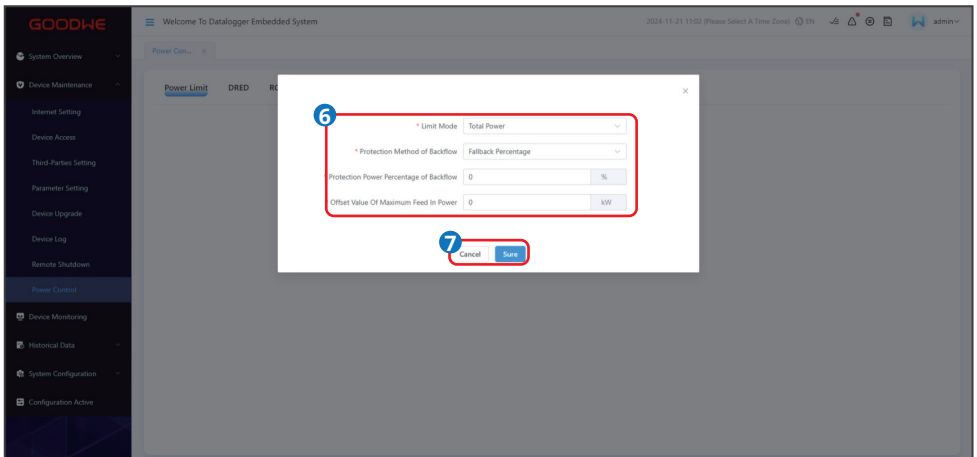 GOODWE
Welcome To Datalogger Embedded System
2024-11-21 11:02 (Please Select A Time Zone) EN
admin
System Overview
Power Con...
Device Maintenance
Power Limit DRED RC
Internet Setting
Device Access
Third-Parties Setting
Parameter Setting
Device Upgrade
Device Log
Remote Shutdown
Power Control
Device Monitoring
Historical Data
System Configuration
Configuration Active
6
* Limit Mode Total Power
* Protection Method of Backflow Fallback Percentage
* Protection Power Percentage of Backflow 0 %
Offset Value Of Maximum Feed In Power 0 kW
7
Cancel Sure